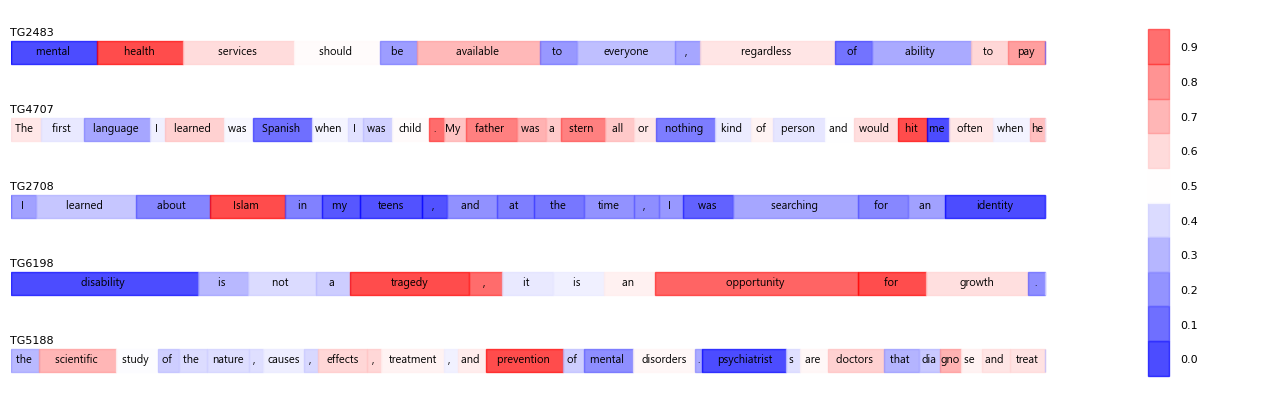 TG2483
mental health services should be available to everyone , regardless of ability to pay
TG4707
The first language I learned was Spanish when I was child . My father was a stern all or nothing kind of person and would hit me often when he
TG2708
I learned about Islam in my teens , and at the time , I was searching for an identity
TG6198
disability is not a tragedy , it is an opportunity for growth .
TG5188
the scientific study of the nature , causes , effects , treatment , and prevention of mental disorders . psychiatrist s are doctors that dia gno se and treat
0.9
0.8
0.7
0.6
0.5
0.4
0.3
0.2
0.1
0.0